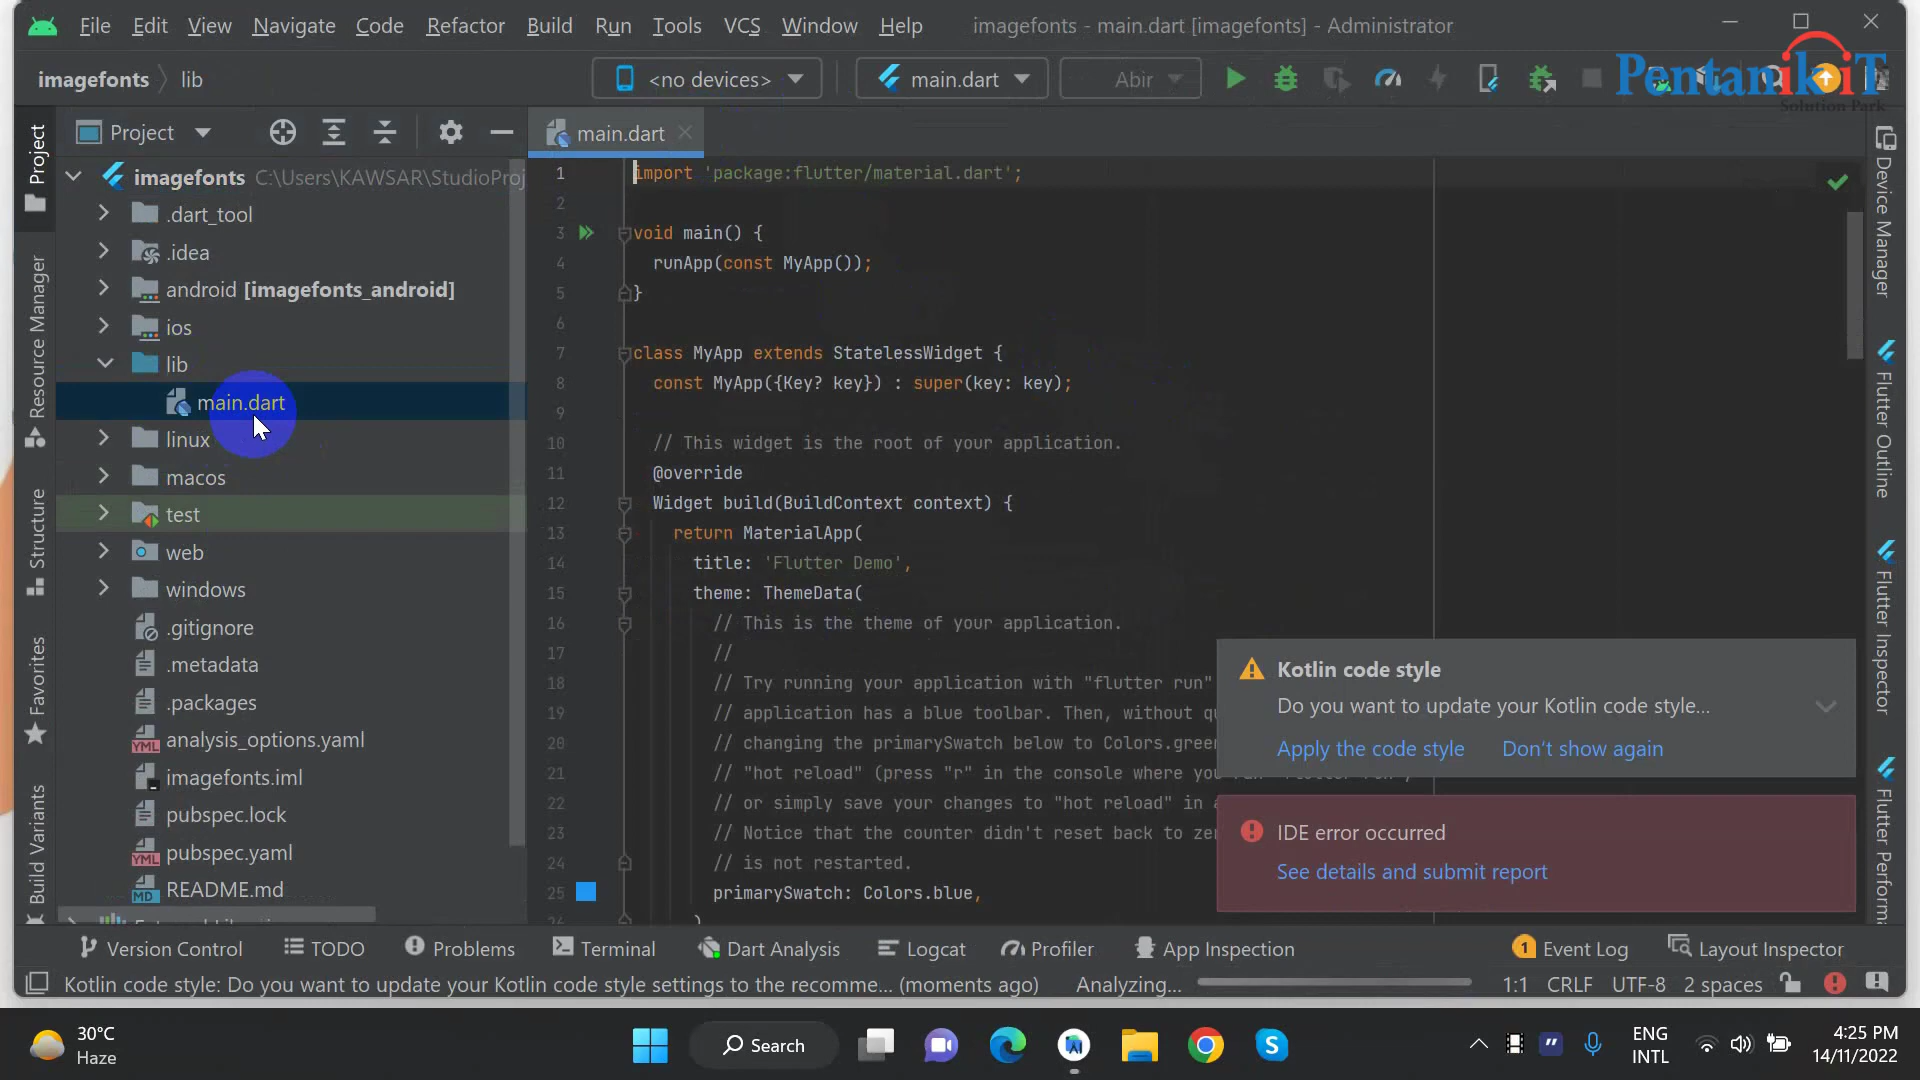 File Edit View Navigate Code Refactor Build Run Tools VCS Window Help imagefonts - main.dart [imagefonts] - Administrator
imagefonts lib <no devices> main.dart Abir
Pentanik iT
Solution Park
Project main.dart
Project
Resource Manager
Structure
Favorites
Build Variants
imagefonts C:\Users\KAWSAR\StudioProj
.dart_tool
.idea
android [imagefonts_android]
ios
lib
main.dart
linux
macos
test
web
windows
.gitignore
.metadata
.packages
analysis_options.yaml
imagefonts.iml
pubspec.lock
pubspec.yaml
README.md
1 import 'package:flutter/material.dart';
2
3 void main() {
4 runApp(const MyApp());
5 }
6
7 class MyApp extends StatelessWidget {
8 const MyApp({Key? key}) : super(key: key);
9
10 // This widget is the root of your application.
11 @override
12 Widget build(BuildContext context) {
13 return MaterialApp(
14 title: 'Flutter Demo',
15 theme: ThemeData(
16 // This is the theme of your application.
17 //
18 // Try running your application with "flutter run"
19 // application has a blue toolbar. Then, without qu
20 // changing the primarySwatch below to Colors.green
21 // "hot reload" (press "r" in the console where you
22 // or simply save your changes to "hot reload" in a
23 // Notice that the counter didn't reset back to zer
24 // is not restarted.
25 primarySwatch: Colors.blue,
Kotlin code style
Do you want to update your Kotlin code style...
Apply the code style Don't show again
IDE error occurred
See details and submit report
Device Manager
Flutter Outline
Flutter Inspector
Flutter Performa
Version Control TODO Problems Terminal Dart Analysis Logcat Profiler App Inspection 1 Event Log Layout Inspector
Kotlin code style: Do you want to update your Kotlin code style settings to the recomme... (moments ago) Analyzing... 1:1 CRLF UTF-8 2 spaces
30°C
Haze
Search
ENG
INTL
4:25 PM
14/11/2022